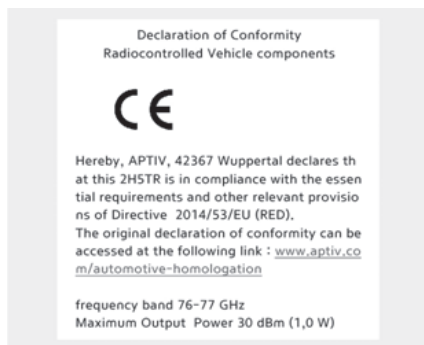 Declaration of Conformity
Radiocontrolled Vehicle components
CE
Hereby, APTIV, 42367 Wuppertal declares th
at this 2H5TR is in compliance with the essen
tial requirements and other relevant provisio
ns of Directive 2014/53/EU (RED).
The original declaration of conformity can be
accessed at the following link : www.aptiv.co
m/automotive-homologation
frequency band 76-77 GHz
Maximum Output Power 30 dBm (1,0 W)